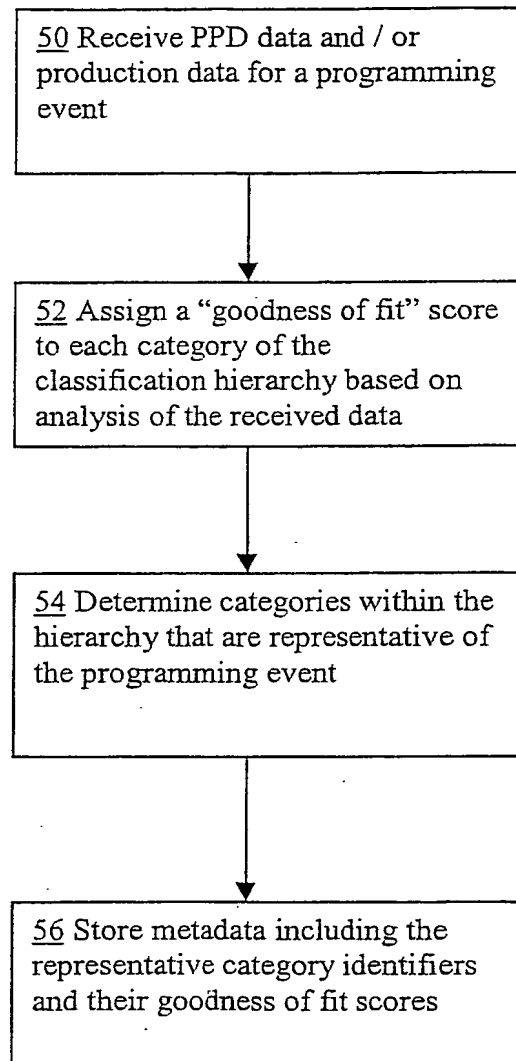 50 Receive PPD data and / or
production data for a programming
event
52 Assign a “goodness of fit” score
to each category of the
classification hierarchy based on
analysis of the received data
54 Determine categories within the
hierarchy that are representative of
the programming event
56 Store metadata including the
representative category identifiers
and their goodness of fit scores